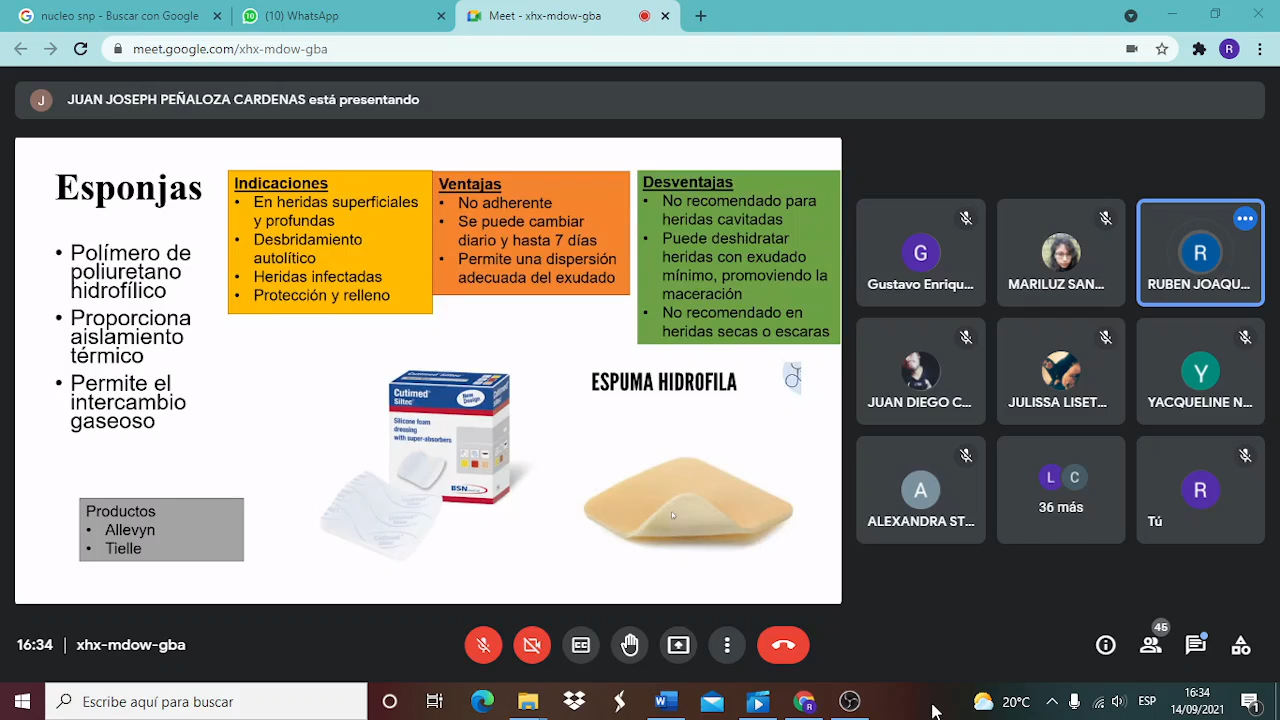 nucleo snp - Buscar con Google
(10) WhatsApp
Meet - xhx-mdow-gba
meet.google.com/xhx-mdow-gba
R
J
JUAN JOSEPH PEÑALOZA CARDENAS está presentando
Esponjas
• Polímero de
poliuretano
hidrofílico
• Proporciona
aislamiento
térmico
• Permite el
intercambio
gaseoso
Indicaciones
• En heridas superficiales
y profundas
• Desbridamiento
autolítico
• Heridas infectadas
• Protección y relleno
Ventajas
• No adherente
• Se puede cambiar
diario y hasta 7 días
• Permite una dispersión
adecuada del exudado
Desventajas
• No recomendado para
heridas cavitadas
• Puede deshidratar
heridas con exudado
mínimo, promoviendo la
maceración
• No recomendado en
heridas secas o escaras
Cutimed®
Siltec®
New
Design
Silicone foam
dressing
with super-absorbers
BSN
ESPUMA HIDROFILA
Productos
• Allevyn
• Tielle
G
Gustavo Enriqu...
MARILUZ SAN...
R
RUBEN JOAQU...
JUAN DIEGO C...
JULISSA LISET...
Y
YACQUELINE N...
A
ALEXANDRA ST...
L C
36 más
R
Tú
16:34 | xhx-mdow-gba
45
Escribe aquí para buscar
20°C
ESP
16:34
14/09/2021